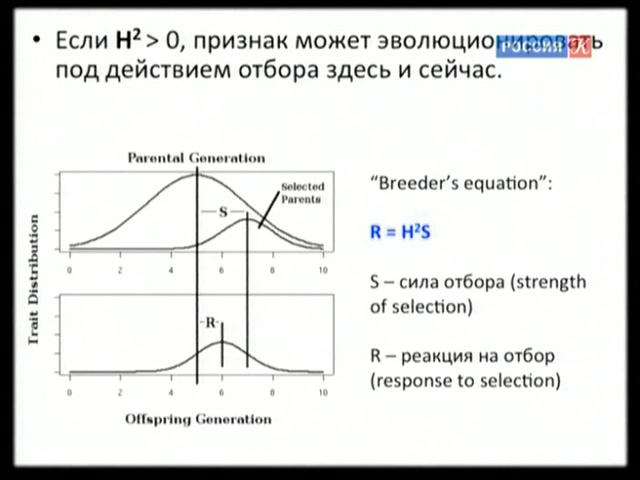 • Если H² > 0, признак может эволюционировать
под действием отбора здесь и сейчас.
РОССИЯ К
Parental Generation
Selected
Parents
S
0 2 4 6 8 10
Trait Distribution
R
0 2 4 6 8 10
Offspring Generation
“Breeder’s equation”:
R = H²S
S – сила отбора (strength
of selection)
R – реакция на отбор
(response to selection)